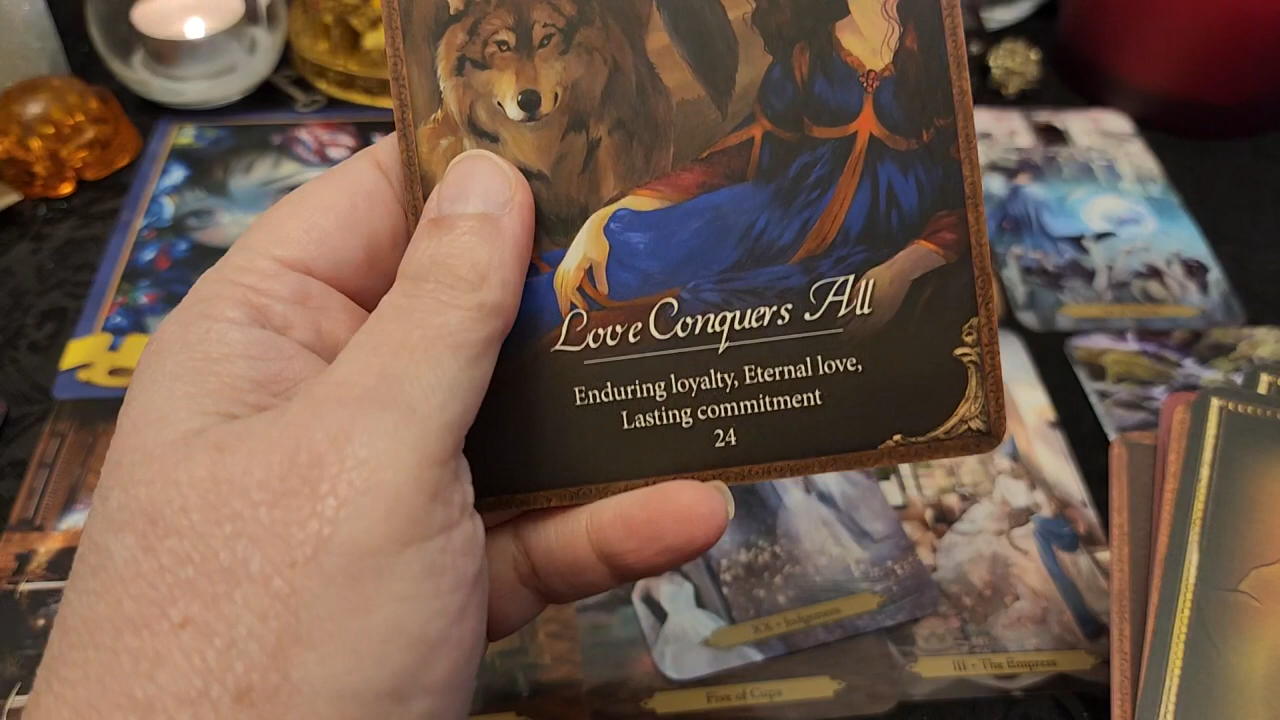 Love Conquers All
Enduring loyalty, Eternal love,
Lasting commitment
24
XX - Judgement
III - The Empress
Five of Cups